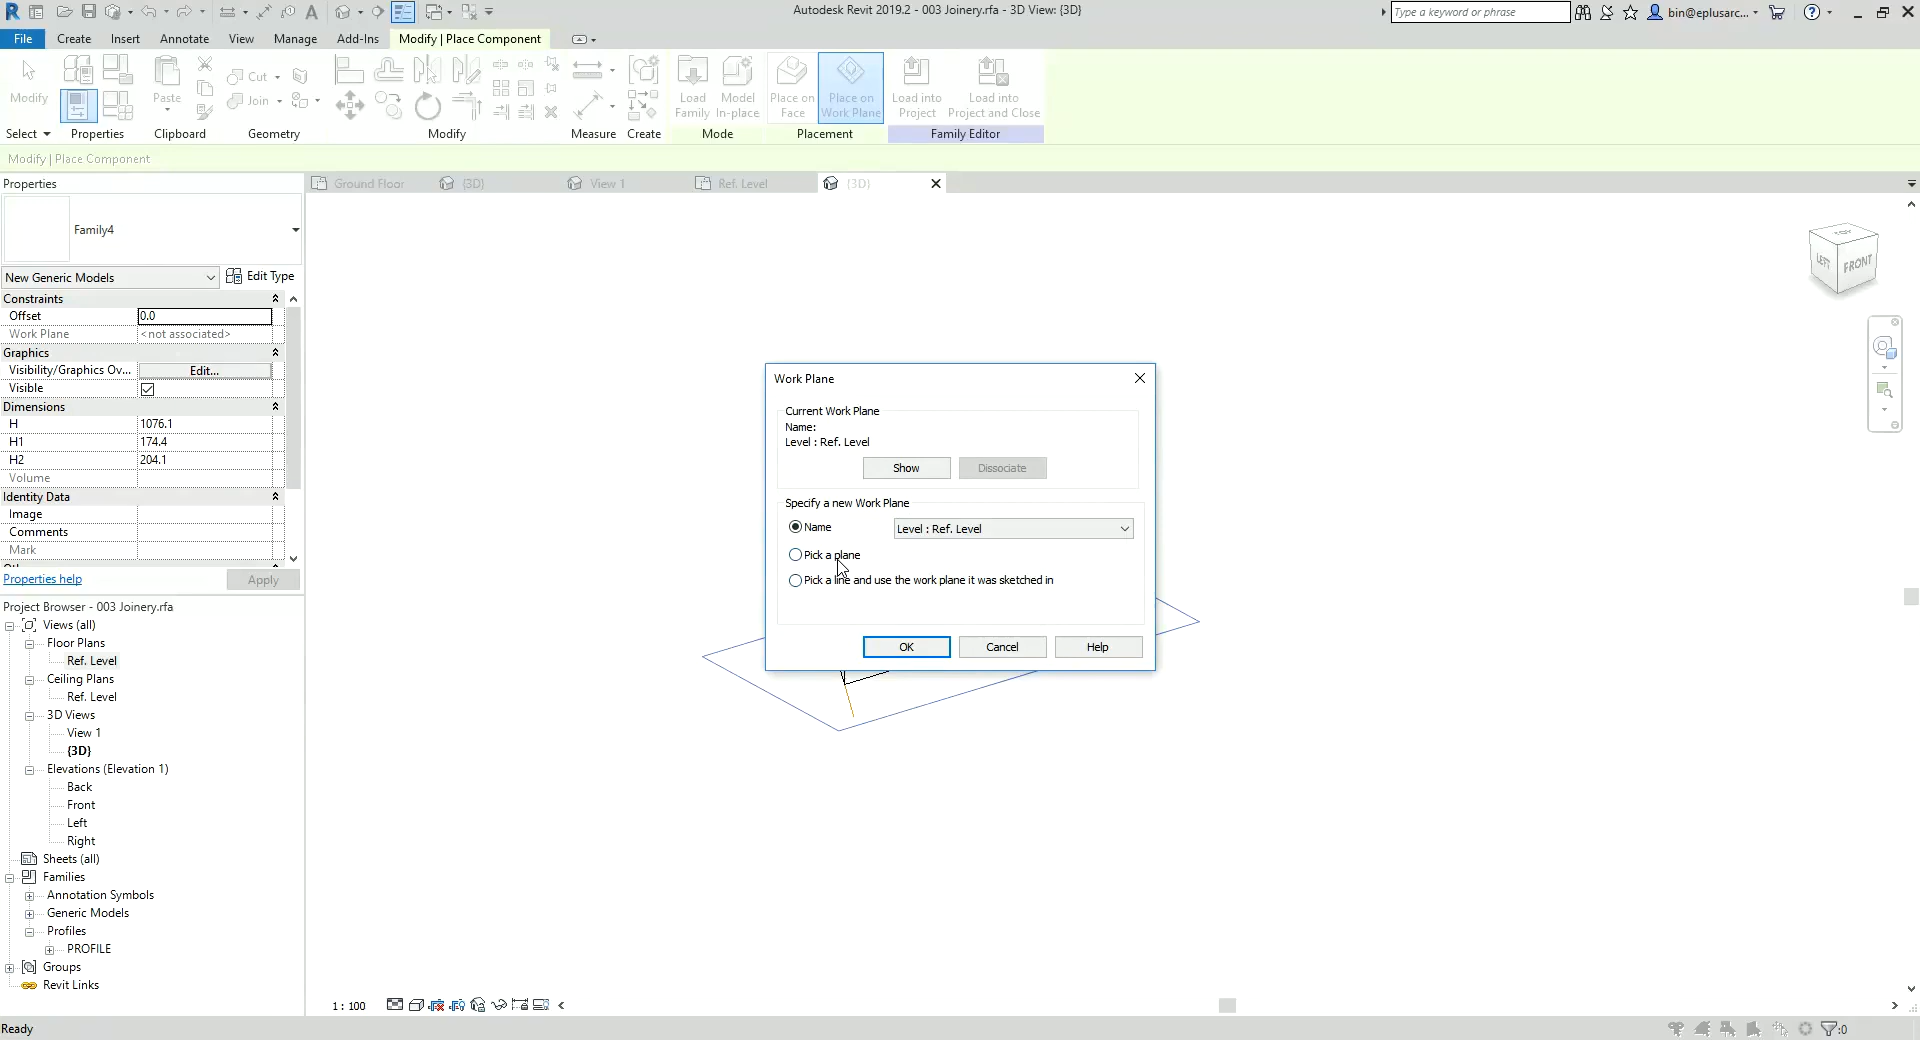 Autodesk Revit 2019.2 - 003 Joinery.rfa - 3D View: {3D}
Type a keyword or phrase
bin@eplusarc...
File
Create
Insert
Annotate
View
Manage
Add-Ins
Modify | Place Component
Modify
Paste
Cut
Join
Load Family
Model In-place
Place on Face
Place on Work Plane
Load into Project
Load into Project and Close
Select
Properties
Clipboard
Geometry
Modify
Measure
Create
Mode
Placement
Family Editor
Modify | Place Component
Properties
Ground Floor
{3D}
View 1
Ref. Level
{3D}
Family4
New Generic Models
Edit Type
Constraints
Offset 0.0
Work Plane <not associated>
Graphics
Visibility/Graphics Ov... Edit...
Visible
Dimensions
H 1076.1
H1 174.4
H2 204.1
Volume
Identity Data
Image
Comments
Mark
Properties help
Apply
Project Browser - 003 Joinery.rfa
Views (all)
Floor Plans
Ref. Level
Ceiling Plans
Ref. Level
3D Views
View 1
{3D}
Elevations (Elevation 1)
Back
Front
Left
Right
Sheets (all)
Families
Annotation Symbols
Generic Models
Profiles
PROFILE
Groups
Revit Links
Work Plane
Current Work Plane
Name:
Level : Ref. Level
Show
Dissociate
Specify a new Work Plane
Name
Level : Ref. Level
Pick a plane
Pick a line and use the work plane it was sketched in
OK
Cancel
Help
TOP
LEFT
FRONT
1 : 100
Ready
:0